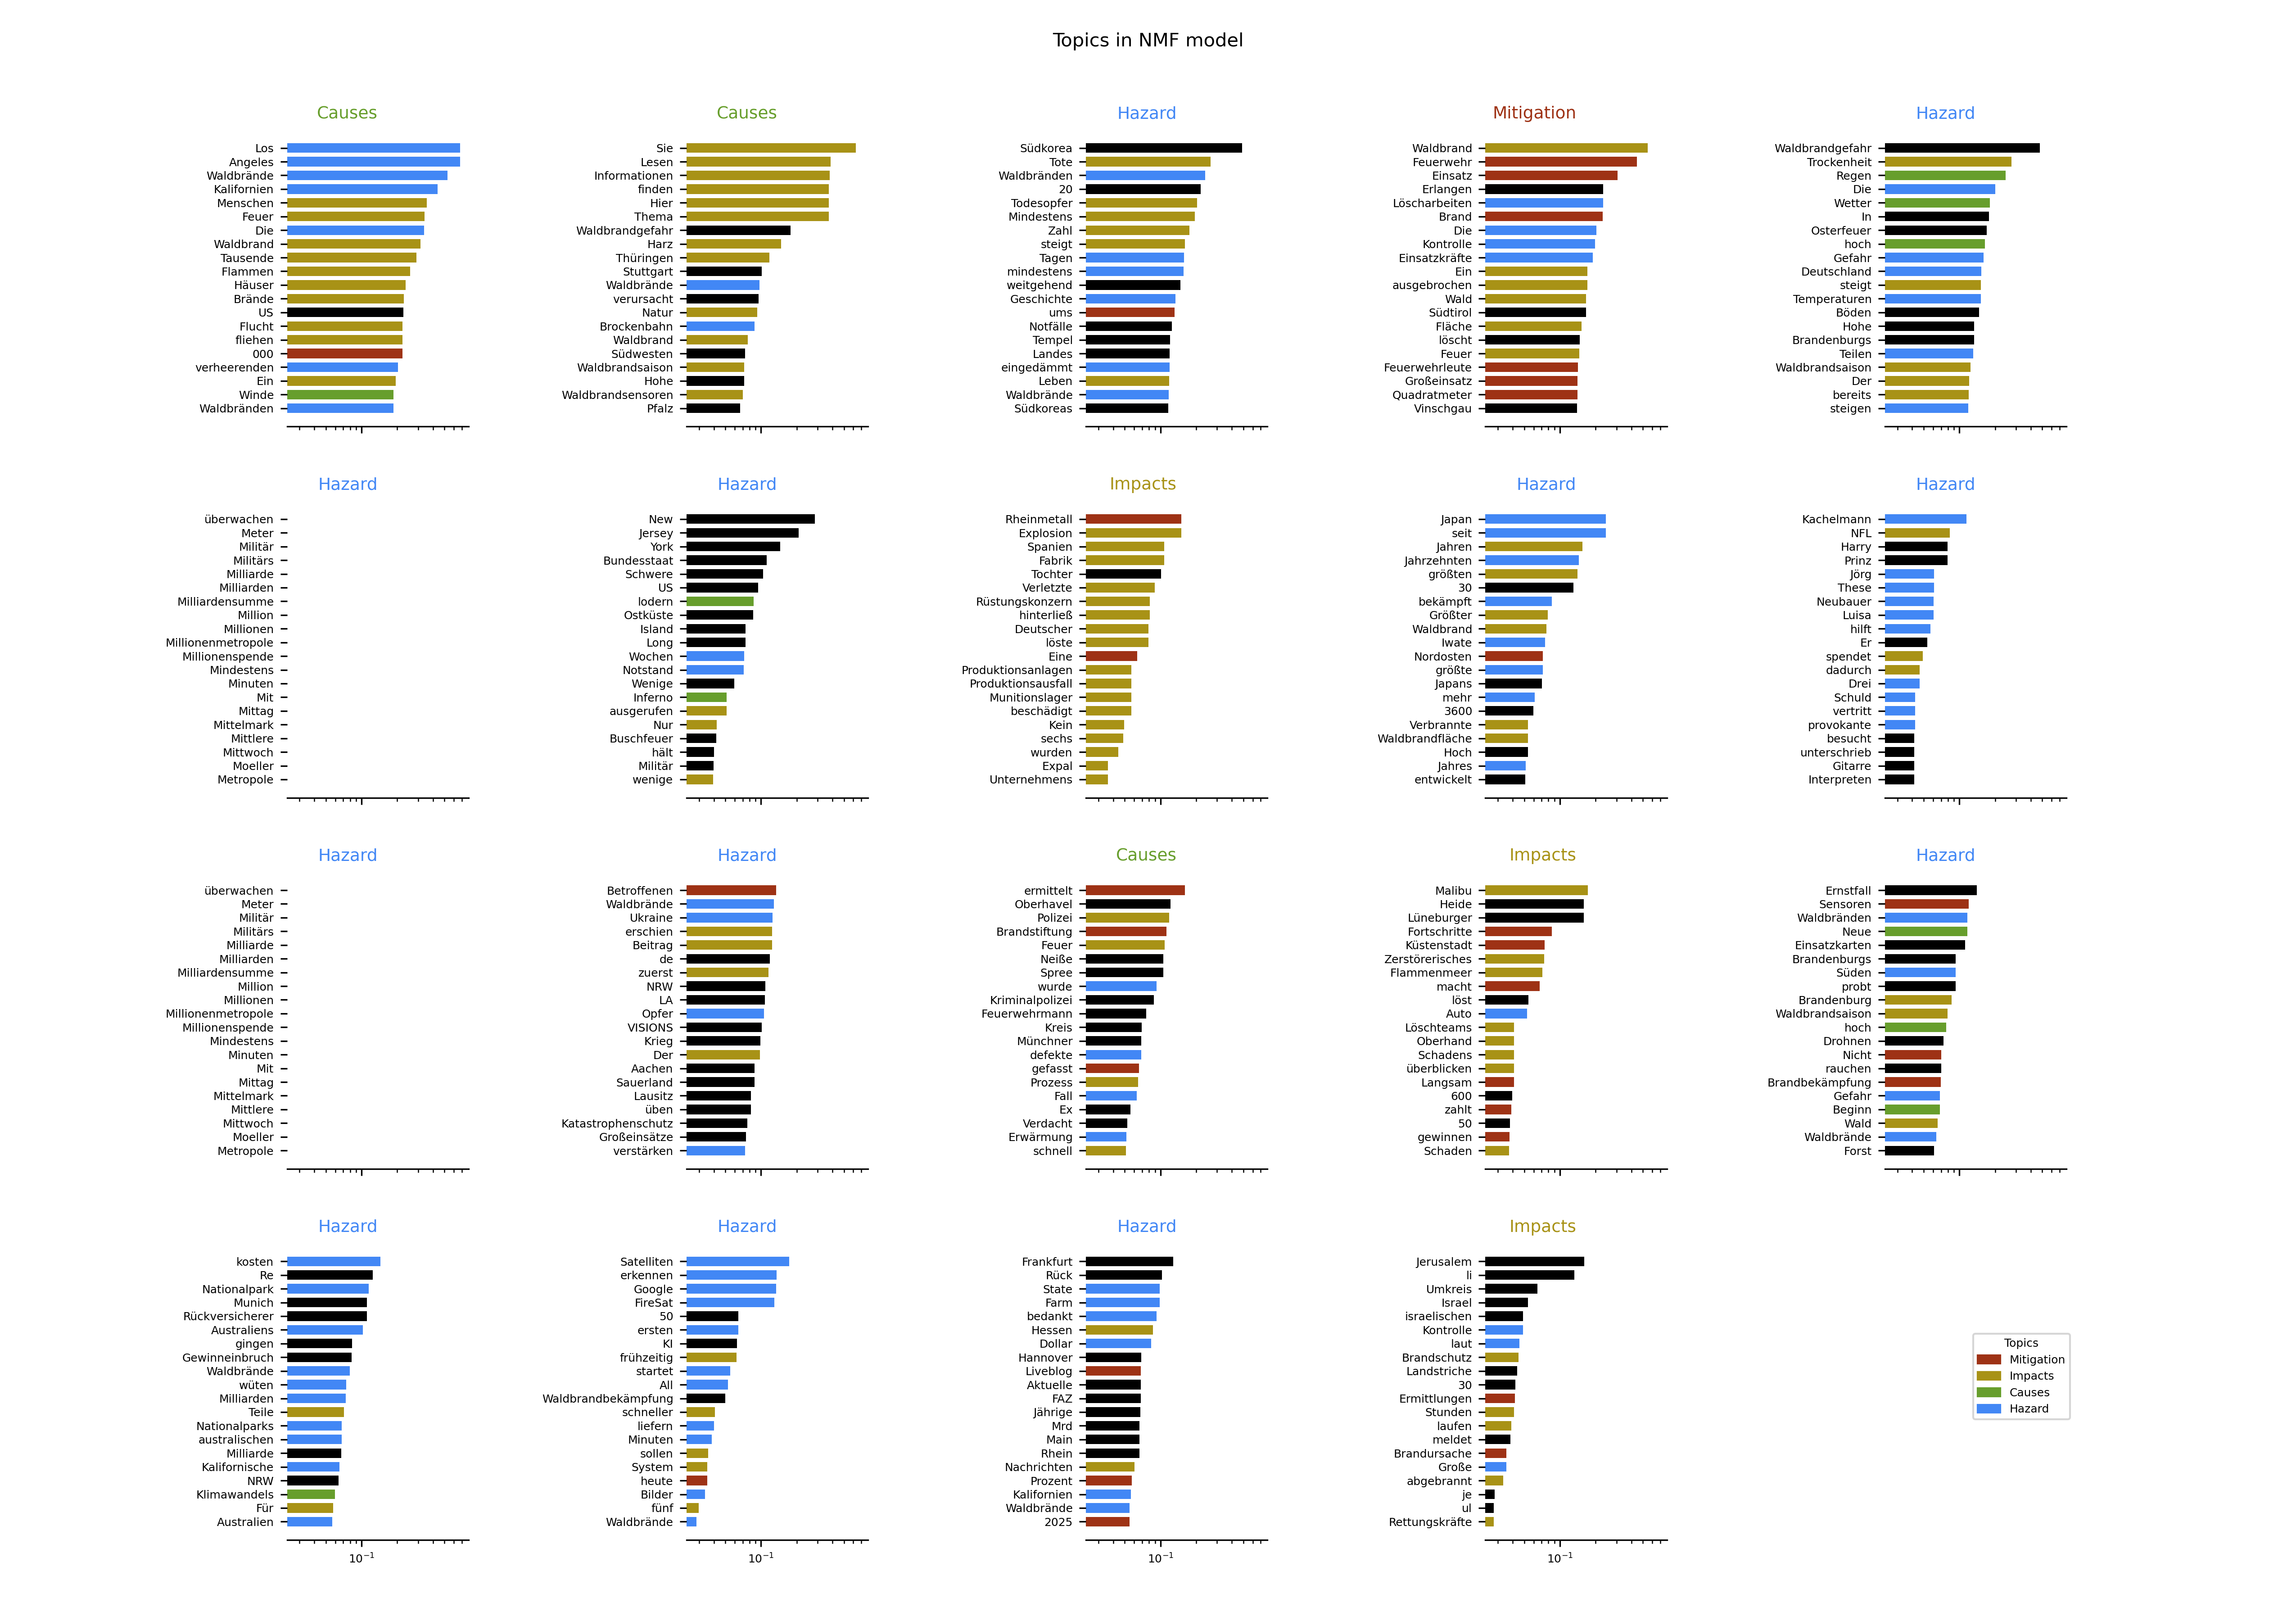 Topics in NMF model
Causes
Los
Angeles
Waldbrände
Kalifornien
Menschen
Feuer
Die
Waldbrand
Tausende
Flammen
Häuser
Brände
US
Flucht
fliehen
000
verheerenden
Ein
Winde
Waldbränden
Causes
Sie
Lesen
Informationen
finden
Hier
Thema
Waldbrandgefahr
Harz
Thüringen
Stuttgart
Waldbrände
verursacht
Natur
Brockenbahn
Waldbrand
Südwesten
Waldbrandsaison
Hohe
Waldbrandsensoren
Pfalz
Hazard
Südkorea
Tote
Waldbränden
20
Todesopfer
Mindestens
Zahl
steigt
Tagen
mindestens
weitgehend
Geschichte
ums
Notfälle
Tempel
Landes
eingedämmt
Leben
Waldbrände
Südkoreas
Mitigation
Waldbrand
Feuerwehr
Einsatz
Erlangen
Löscharbeiten
Brand
Die
Kontrolle
Einsatzkräfte
Ein
ausgebrochen
Wald
Südtirol
Fläche
löscht
Feuer
Feuerwehrleute
Großeinsatz
Quadratmeter
Vinschgau
Hazard
Waldbrandgefahr
Trockenheit
Regen
Die
Wetter
In
Osterfeuer
hoch
Gefahr
Deutschland
steigt
Temperaturen
Böden
Hohe
Brandenburgs
Teilen
Waldbrandsaison
Der
bereits
steigen
Hazard
überwachen
Meter
Militär
Militärs
Milliarde
Milliarden
Milliardensumme
Million
Millionen
Millionenmetropole
Millionenspende
Mindestens
Minuten
Mit
Mittag
Mittelmark
Mittlere
Mittwoch
Moeller
Metropole
Hazard
New
Jersey
York
Bundesstaat
Schwere
US
lodern
Ostküste
Island
Long
Wochen
Notstand
Wenige
Inferno
ausgerufen
Nur
Buschfeuer
hält
Militär
wenige
Impacts
Rheinmetall
Explosion
Spanien
Fabrik
Tochter
Verletzte
Rüstungskonzern
hinterließ
Deutscher
löste
Eine
Produktionsanlagen
Produktionsausfall
Munitionslager
beschädigt
Kein
sechs
wurden
Expal
Unternehmens
Hazard
Japan
seit
Jahren
Jahrzehnten
größten
30
bekämpft
Größter
Waldbrand
Iwate
Nordosten
größte
Japans
mehr
3600
Verbrannte
Waldbrandfläche
Hoch
Jahres
entwickelt
Hazard
Kachelmann
NFL
Harry
Prinz
Jörg
These
Neubauer
Luisa
hilft
Er
spendet
dadurch
Drei
Schuld
vertritt
provokante
besucht
unterschrieb
Gitarre
Interpreten
Hazard
überwachen
Meter
Militär
Militärs
Milliarde
Milliarden
Milliardensumme
Million
Millionen
Millionenmetropole
Millionenspende
Mindestens
Minuten
Mit
Mittag
Mittelmark
Mittlere
Mittwoch
Moeller
Metropole
Hazard
Betroffenen
Waldbrände
Ukraine
erschien
Beitrag
de
zuerst
NRW
LA
Opfer
VISIONS
Krieg
Der
Aachen
Sauerland
Lausitz
üben
Katastrophenschutz
Großeinsätze
verstärken
Causes
ermittelt
Oberhavel
Polizei
Brandstiftung
Feuer
Neiße
Spree
wurde
Kriminalpolizei
Feuerwehrmann
Kreis
Münchner
defekte
gefasst
Prozess
Fall
Ex
Verdacht
Erwärmung
schnell
Impacts
Malibu
Heide
Lüneburger
Fortschritte
Küstenstadt
Zerstörerisches
Flammenmeer
macht
löst
Auto
Löschteams
Oberhand
Schadens
überblicken
Langsam
600
zahlt
50
gewinnen
Schaden
Hazard
Ernstfall
Sensoren
Waldbränden
Neue
Einsatzkarten
Brandenburgs
Süden
probt
Brandenburg
Waldbrandsaison
hoch
Drohnen
Nicht
rauchen
Brandbekämpfung
Gefahr
Beginn
Wald
Waldbrände
Forst
Hazard
kosten
Re
Nationalpark
Munich
Rückversicherer
Australiens
gingen
Gewinneinbruch
Waldbrände
wüten
Milliarden
Teile
Nationalparks
australischen
Milliarde
Kalifornische
NRW
Klimawandels
Für
Australien
10⁻¹
Hazard
Satelliten
erkennen
Google
FireSat
50
ersten
KI
frühzeitig
startet
All
Waldbrandbekämpfung
schneller
liefern
Minuten
sollen
System
heute
Bilder
fünf
Waldbrände
10⁻¹
Hazard
Frankfurt
Rück
State
Farm
bedankt
Hessen
Dollar
Hannover
Liveblog
Aktuelle
FAZ
Jährige
Mrd
Main
Rhein
Nachrichten
Prozent
Kalifornien
Waldbrände
2025
10⁻¹
Impacts
Jerusalem
li
Umkreis
Israel
israelischen
Kontrolle
laut
Brandschutz
Landstriche
30
Ermittlungen
Stunden
laufen
meldet
Brandursache
Große
abgebrannt
je
ul
Rettungskräfte
10⁻¹
Topics
Mitigation
Impacts
Causes
Hazard